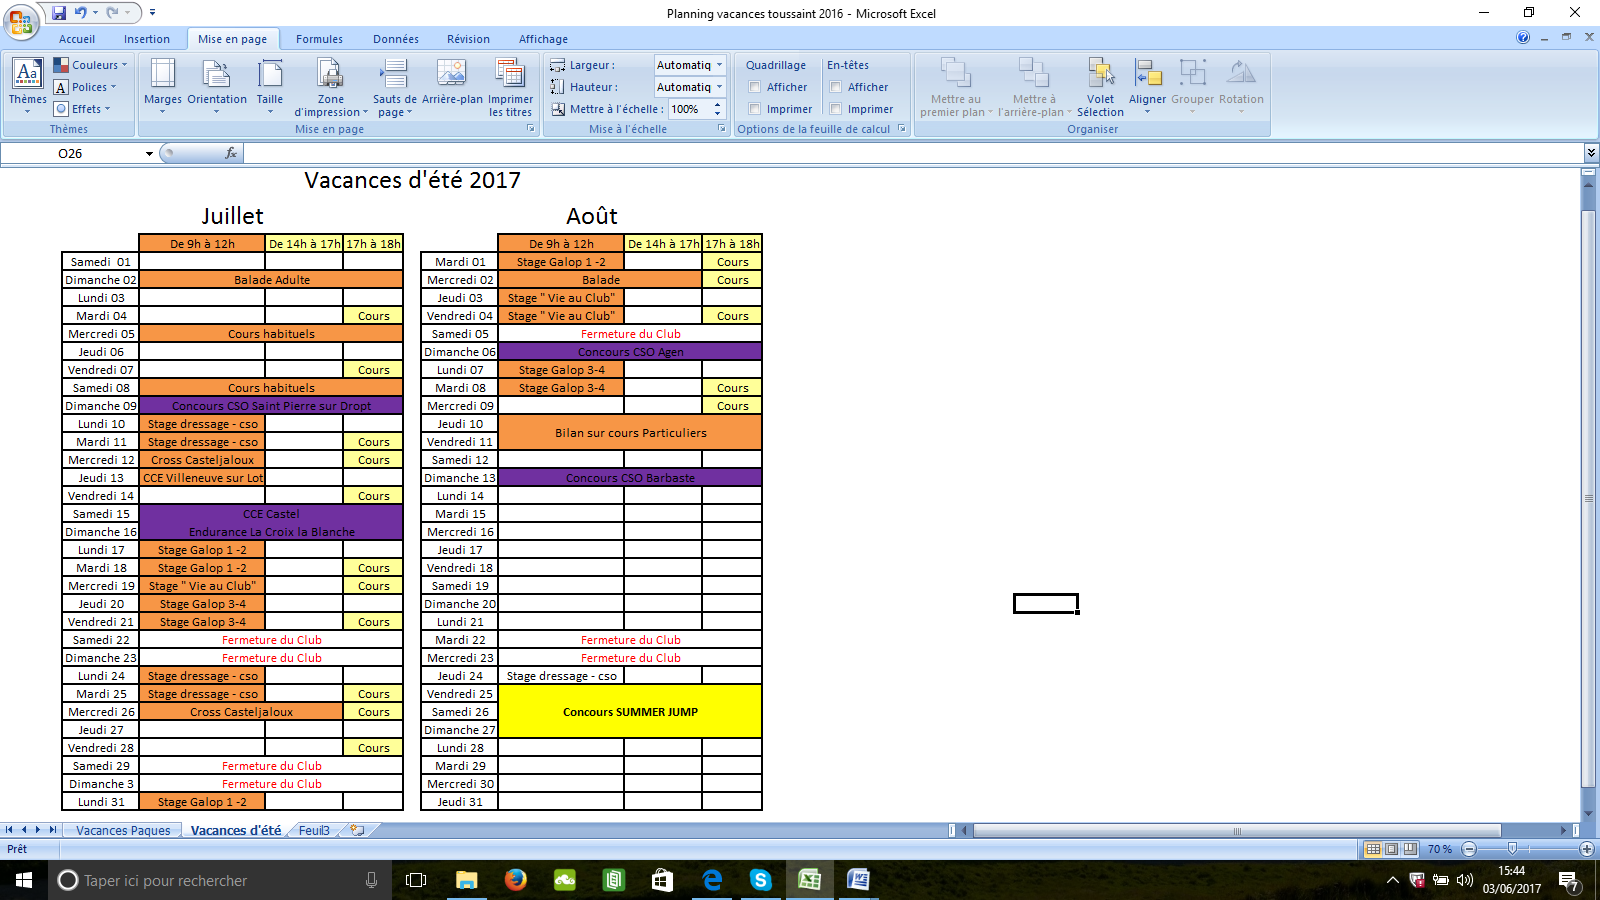 Planning vacances toussaint 2016 - Microsoft Excel
Accueil Insertion Mise en page Formules Données Révision Affichage
Couleurs Largeur : Automatiq Quadrillage En-têtes
Aa Polices Hauteur : Automatiq Afficher Afficher
Thèmes Effets Marges Orientation Taille Zone d'impression Sauts de page Arrière-plan Imprimer les titres Mettre à l'échelle : 100% Imprimer Imprimer Mettre au premier plan Mettre à l'arrière-plan Volet Sélection Aligner Grouper Rotation
Thèmes Mise en page Mise à l'échelle Options de la feuille de calcul Organiser
O26 fx
Vacances d'été 2017
Juillet
De 9h à 12h De 14h à 17h 17h à 18h
Samedi 01
Dimanche 02 Balade Adulte
Lundi 03
Mardi 04 Cours
Mercredi 05 Cours habituels
Jeudi 06
Vendredi 07 Cours
Samedi 08 Cours habituels
Dimanche 09 Concours CSO Saint Pierre sur Dropt
Lundi 10 Stage dressage - cso
Mardi 11 Stage dressage - cso Cours
Mercredi 12 Cross Casteljaloux Cours
Jeudi 13 CCE Villeneuve sur Lot
Vendredi 14 Cours
Samedi 15 CCE Castel
Dimanche 16 Endurance La Croix la Blanche
Lundi 17 Stage Galop 1 -2
Mardi 18 Stage Galop 1 -2 Cours
Mercredi 19 Stage " Vie au Club" Cours
Jeudi 20 Stage Galop 3-4
Vendredi 21 Stage Galop 3-4 Cours
Samedi 22 Fermeture du Club
Dimanche 23 Fermeture du Club
Lundi 24 Stage dressage - cso
Mardi 25 Stage dressage - cso Cours
Mercredi 26 Cross Casteljaloux Cours
Jeudi 27
Vendredi 28 Cours
Samedi 29 Fermeture du Club
Dimanche 3 Fermeture du Club
Lundi 31 Stage Galop 1 -2
Août
De 9h à 12h De 14h à 17h 17h à 18h
Mardi 01 Stage Galop 1 -2 Cours
Mercredi 02 Balade Cours
Jeudi 03 Stage " Vie au Club"
Vendredi 04 Stage " Vie au Club" Cours
Samedi 05 Fermeture du Club
Dimanche 06 Concours CSO Agen
Lundi 07 Stage Galop 3-4
Mardi 08 Stage Galop 3-4 Cours
Mercredi 09 Cours
Jeudi 10
Bilan sur cours Particuliers
Vendredi 11
Samedi 12
Dimanche 13 Concours CSO Barbaste
Lundi 14
Mardi 15
Mercredi 16
Jeudi 17
Vendredi 18
Samedi 19
Dimanche 20
Lundi 21
Mardi 22 Fermeture du Club
Mercredi 23 Fermeture du Club
Jeudi 24 Stage dressage - cso
Vendredi 25
Samedi 26 Concours SUMMER JUMP
Dimanche 27
Lundi 28
Mardi 29
Mercredi 30
Jeudi 31
Vacances Paques Vacances d'été Feuil3
Prêt 70 %
Taper ici pour rechercher
15:44
03/06/2017
7